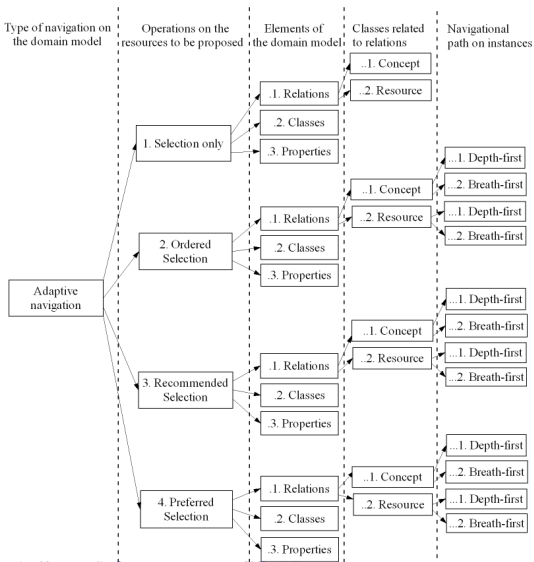 Type of navigation on
the domain model
Operations on the
resources to be proposed
Elements of
the domain model
Classes related
to relations
Navigational
path on instances
Adaptive
navigation
1. Selection only
.1. Relations
.2. Classes
.3. Properties
..1. Concept
..2. Resource
2. Ordered
Selection
.1. Relations
.2. Classes
.3. Properties
..1. Concept
..2. Resource
...1. Depth-first
...2. Breath-first
...1. Depth-first
...2. Breath-first
3. Recommended
Selection
.1. Relations
.2. Classes
.3. Properties
..1. Concept
..2. Resource
...1. Depth-first
...2. Breath-first
...1. Depth-first
...2. Breath-first
4. Preferred
Selection
.1. Relations
.2. Classes
.3. Properties
..1. Concept
..2. Resource
...1. Depth-first
...2. Breath-first
...1. Depth-first
...2. Breath-first